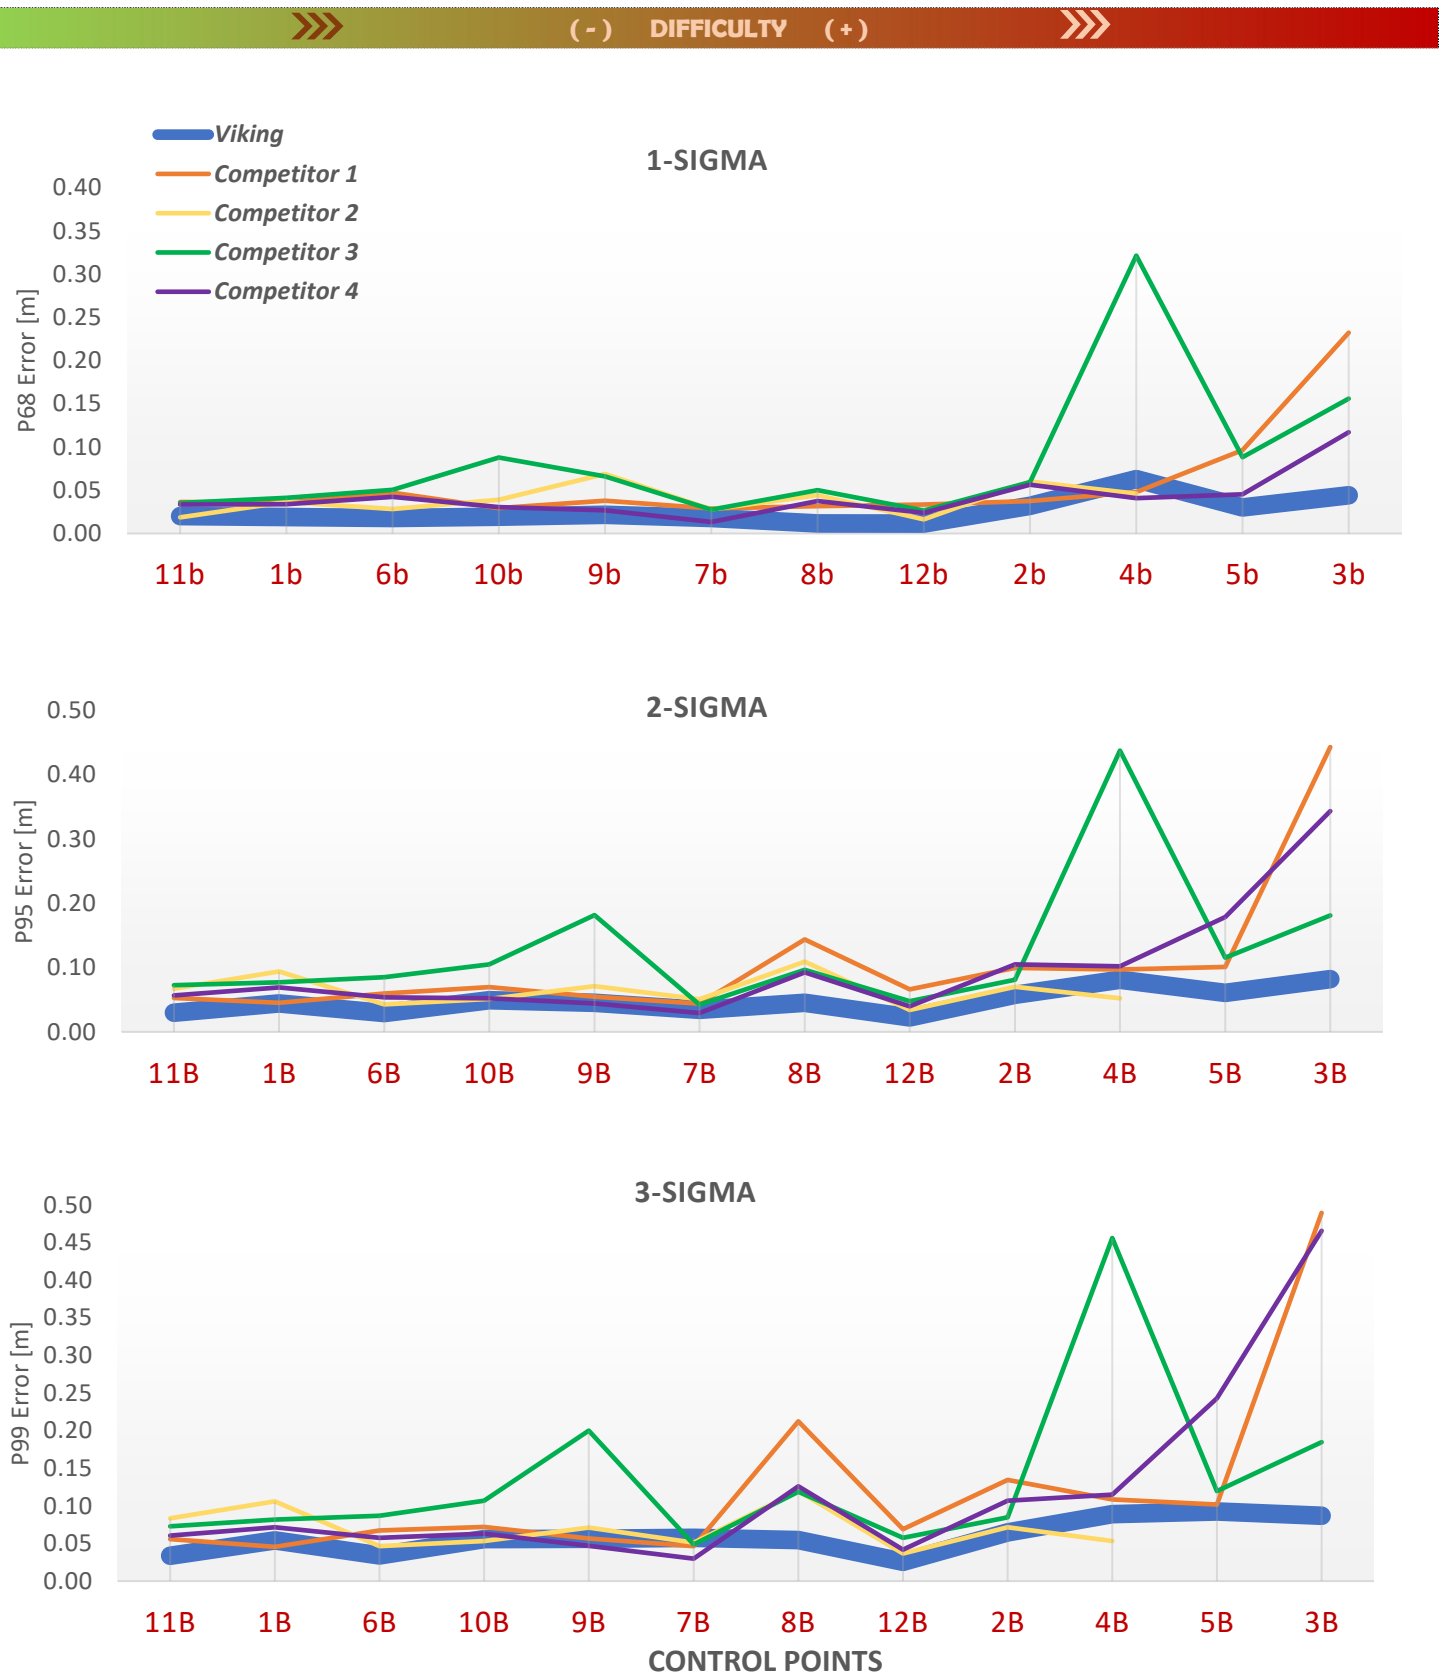 ( - ) DIFFICULTY ( + )
Viking
Competitor 1
Competitor 2
Competitor 3
Competitor 4
1-SIGMA
P68 Error [m]
0.40
0.35
0.30
0.25
0.20
0.15
0.10
0.05
0.00
11b 1b 6b 10b 9b 7b 8b 12b 2b 4b 5b 3b
2-SIGMA
P95 Error [m]
0.50
0.40
0.30
0.20
0.10
0.00
11B 1B 6B 10B 9B 7B 8B 12B 2B 4B 5B 3B
3-SIGMA
P99 Error [m]
0.50
0.45
0.40
0.35
0.30
0.25
0.20
0.15
0.10
0.05
0.00
11B 1B 6B 10B 9B 7B 8B 12B 2B 4B 5B 3B
CONTROL POINTS